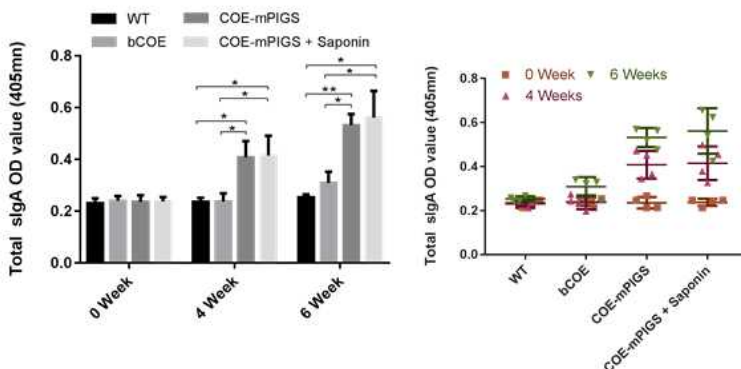 WT
COE-mPIGS
bCOE
COE-mPIGS + Saponin
Total sIgA OD value (405mn)
0.8
0.6
0.4
0.2
0.0
*
*
*
*
*
*
**
*
0 Week
4 Week
6 Week
0 Week
6 Weeks
4 Weeks
Total sIgA OD value (405mn)
0.8
0.6
0.4
0.2
0.0
WT
bCOE
COE-mPIGS
COE-mPIGS + Saponin